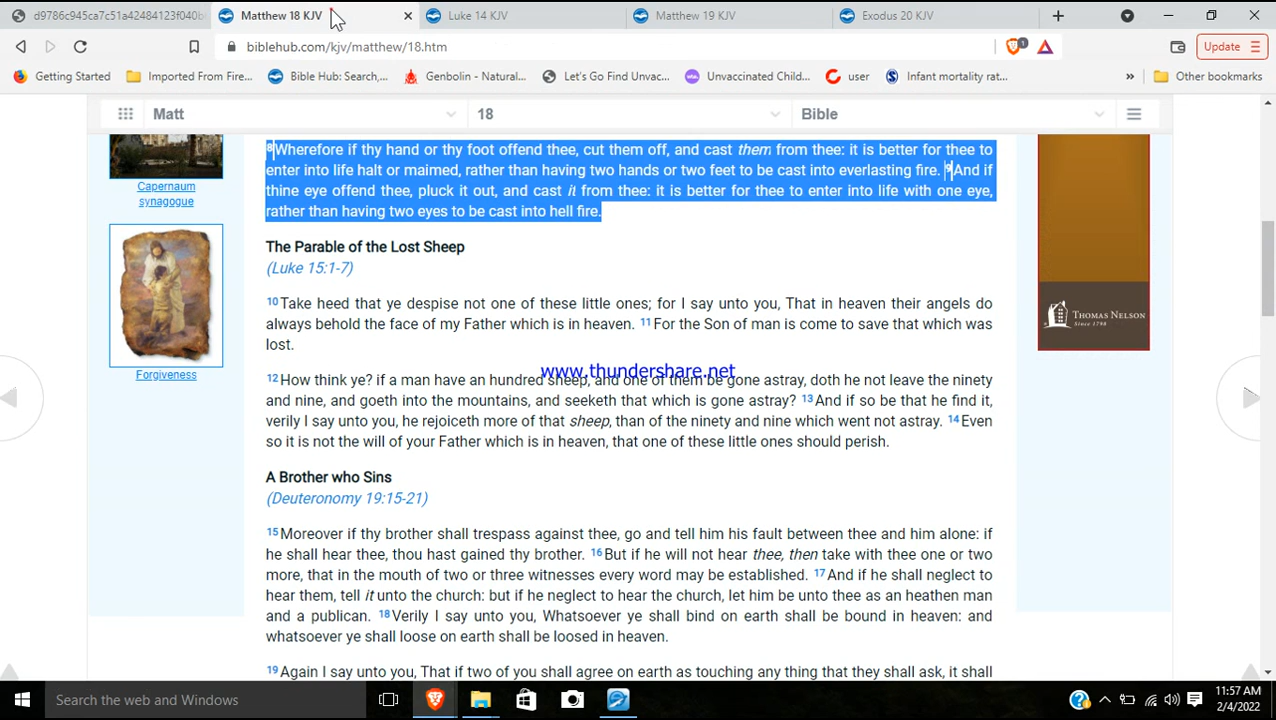 d9786c945ca7c51a42484123f040b
Matthew 18 KJV
Luke 14 KJV
Matthew 19 KJV
Exodus 20 KJV
biblehub.com/kjv/matthew/18.htm
1
Update
Getting Started
Imported From Fire...
Bible Hub: Search,...
Genbolin - Natural...
Let's Go Find Unvac...
Unvaccinated Child...
user
Infant mortality rat...
»
Other bookmarks
Matt
18
Bible
8Wherefore if thy hand or thy foot offend thee, cut them off, and cast them from thee: it is better for thee to
enter into life halt or maimed, rather than having two hands or two feet to be cast into everlasting fire. 9And if
thine eye offend thee, pluck it out, and cast it from thee: it is better for thee to enter into life with one eye,
rather than having two eyes to be cast into hell fire.
Capernaum
synagogue
The Parable of the Lost Sheep
(Luke 15:1-7)
10Take heed that ye despise not one of these little ones; for I say unto you, That in heaven their angels do
always behold the face of my Father which is in heaven. 11For the Son of man is come to save that which was
lost.
THOMAS NELSON
Since 1798
www.thundershare.net
Forgiveness
12How think ye? if a man have an hundred sheep, and one of them be gone astray, doth he not leave the ninety
and nine, and goeth into the mountains, and seeketh that which is gone astray? 13And if so be that he find it,
verily I say unto you, he rejoiceth more of that sheep, than of the ninety and nine which went not astray. 14Even
so it is not the will of your Father which is in heaven, that one of these little ones should perish.
A Brother who Sins
(Deuteronomy 19:15-21)
15Moreover if thy brother shall trespass against thee, go and tell him his fault between thee and him alone: if
he shall hear thee, thou hast gained thy brother. 16But if he will not hear thee, then take with thee one or two
more, that in the mouth of two or three witnesses every word may be established. 17And if he shall neglect to
hear them, tell it unto the church: but if he neglect to hear the church, let him be unto thee as an heathen man
and a publican. 18Verily I say unto you, Whatsoever ye shall bind on earth shall be bound in heaven: and
whatsoever ye shall loose on earth shall be loosed in heaven.
19Again I say unto you, That if two of you shall agree on earth as touching any thing that they shall ask, it shall
Search the web and Windows
11:57 AM
2/4/2022